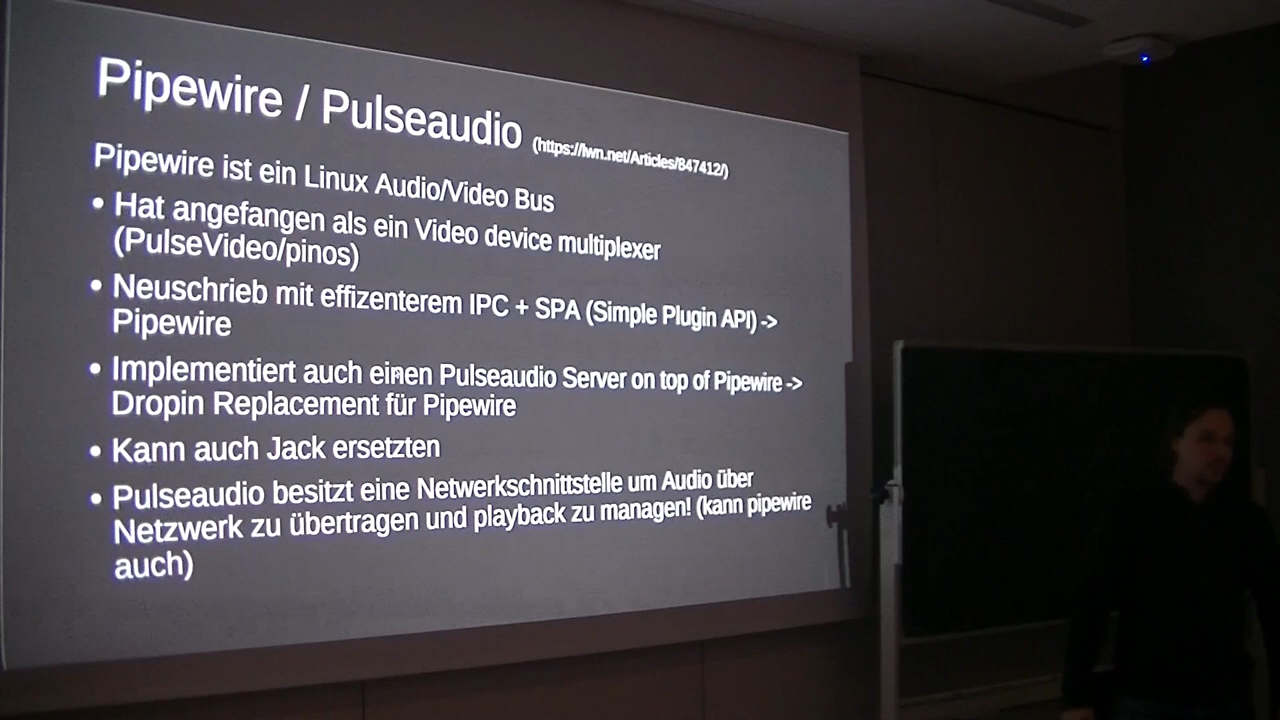 Pipewire / Pulseaudio (https://lwn.net/Articles/847412/)
Pipewire ist ein Linux Audio/Video Bus
• Hat angefangen als ein Video device multiplexer
(PulseVideo/pinos)
• Neuschrieb mit effizenterem IPC + SPA (Simple Plugin API) ->
Pipewire
• Implementiert auch einen Pulseaudio Server on top of Pipewire ->
Dropin Replacement für Pipewire
• Kann auch Jack ersetzten
• Pulseaudio besitzt eine Netwerkschnittstelle um Audio über
Netzwerk zu übertragen und playback zu managen! (kann pipewire
auch)